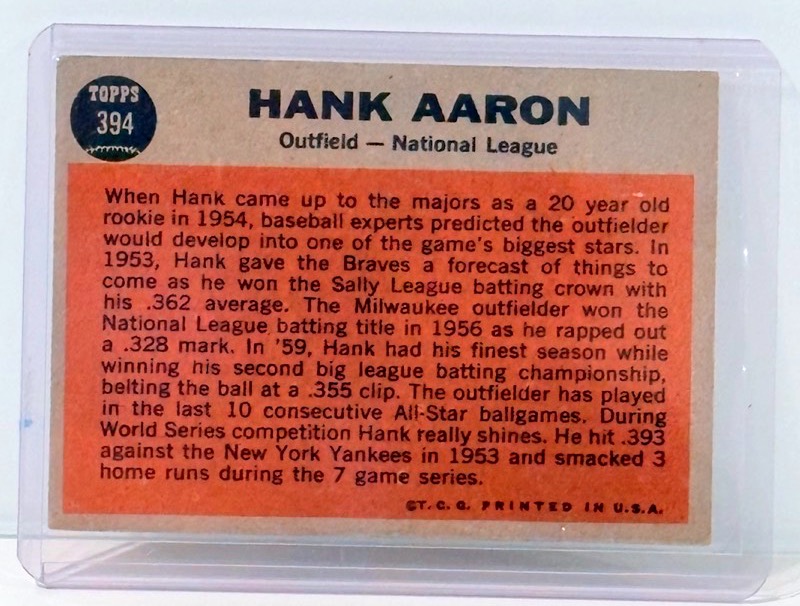 TOPPS
394
HANK AARON
Outfield — National League
When Hank came up to the majors as a 20 year old
rookie in 1954, baseball experts predicted the outfielder
would develop into one of the game's biggest stars. In
1953, Hank gave the Braves a forecast of things to
come as he won the Sally League batting crown with
his .362 average. The Milwaukee outfielder won the
National League batting title in 1956 as he rapped out
a .328 mark. In '59, Hank had his finest season while
winning his second big league batting championship,
belting the ball at a .355 clip. The outfielder has played
in the last 10 consecutive All-Star ballgames. During
World Series competition Hank really shines. He hit .393
against the New York Yankees in 1953 and smacked 3
home runs during the 7 game series.
©T. C. G. PRINTED IN U.S.A.